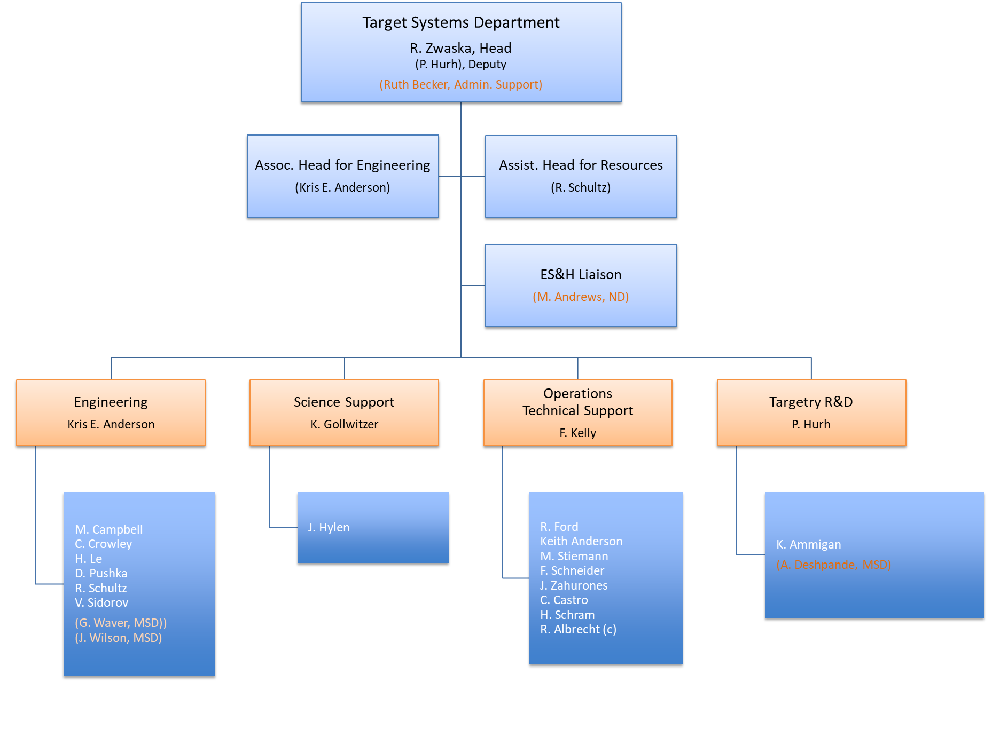 Target Systems Department
R. Zwaska, Head
(P. Hurh), Deputy
(Ruth Becker, Admin. Support)
Assoc. Head for Engineering
(Kris E. Anderson)
Assist. Head for Resources
(R. Schultz)
ES&H Liaison
(M. Andrews, ND)
Engineering
Kris E. Anderson
Science Support
K. Gollwitzer
Operations
Technical Support
F. Kelly
Targetry R&D
P. Hurh
M. Campbell
C. Crowley
H. Le
D. Pushka
R. Schultz
V. Sidorov
(G. Waver, MSD))
(J. Wilson, MSD)
J. Hylen
R. Ford
Keith Anderson
M. Stiemann
F. Schneider
J. Zahurones
C. Castro
H. Schram
R. Albrecht (c)
K. Ammigan
(A. Deshpande, MSD)